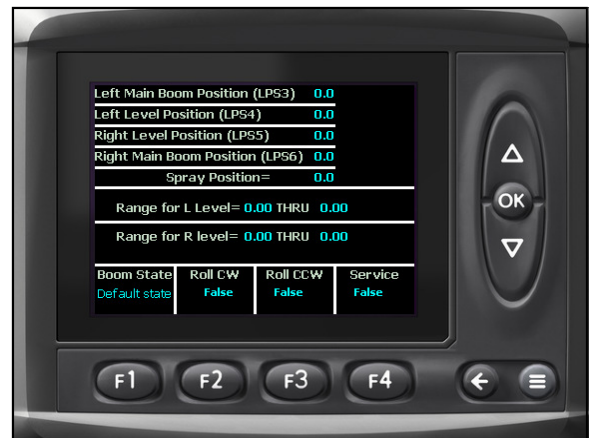 Left Main Boom Position (LPS3) 0.0
Left Level Position (LPS4) 0.0
Right Level Position (LPS5) 0.0
Right Main Boom Position (LPS6) 0.0
Spray Position= 0.0
Range for L Level= 0.00 THRU 0.00
Range for R level= 0.00 THRU 0.00
Boom State Roll CW Roll CCW Service
Default state False False False
OK
F1 F2 F3 F4